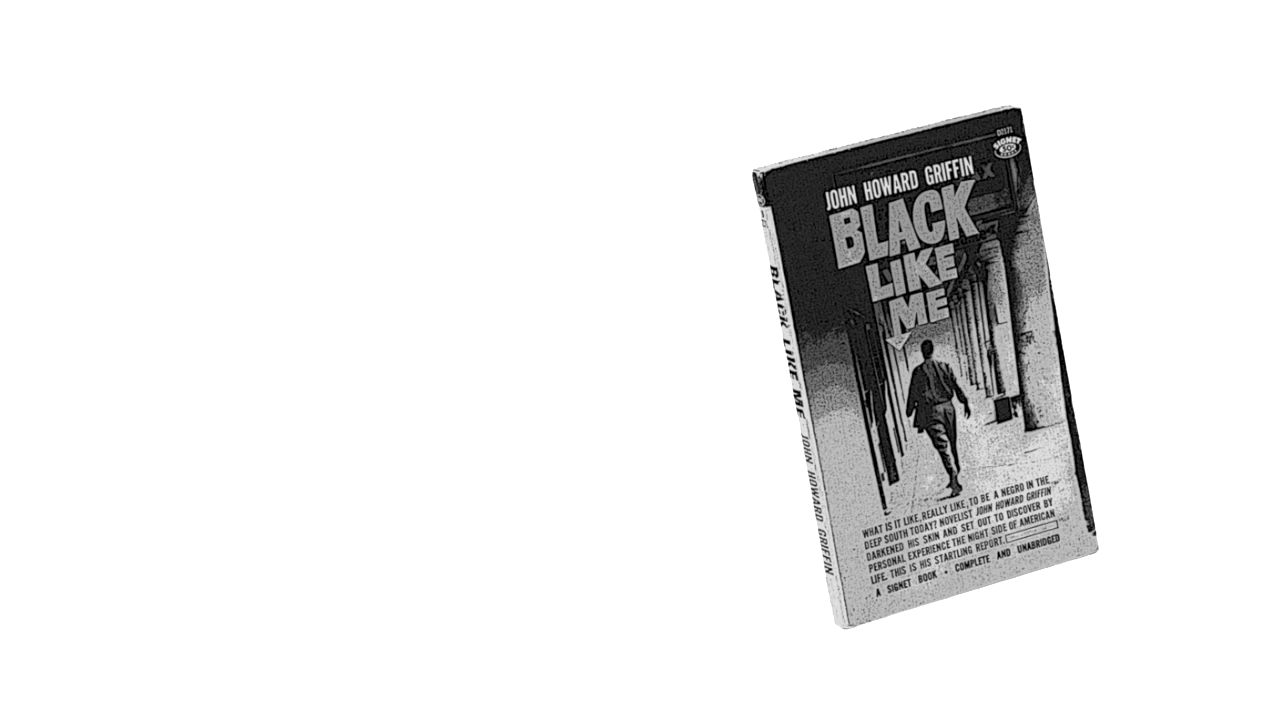 D2171
SIGNET
JOHN HOWARD GRIFFIN
BLACK
LIKE
ME
WHAT IS IT LIKE, REALLY LIKE, TO BE A NEGRO IN THE
DEEP SOUTH TODAY? NOVELIST JOHN HOWARD GRIFFIN
DARKENED HIS SKIN AND SET OUT TO DISCOVER BY
PERSONAL EXPERIENCE THE NIGHT SIDE OF AMERICAN
LIFE. THIS IS HIS STARTLING REPORT.
A SIGNET BOOK • COMPLETE AND UNABRIDGED
BLACK LIKE ME JOHN HOWARD GRIFFIN